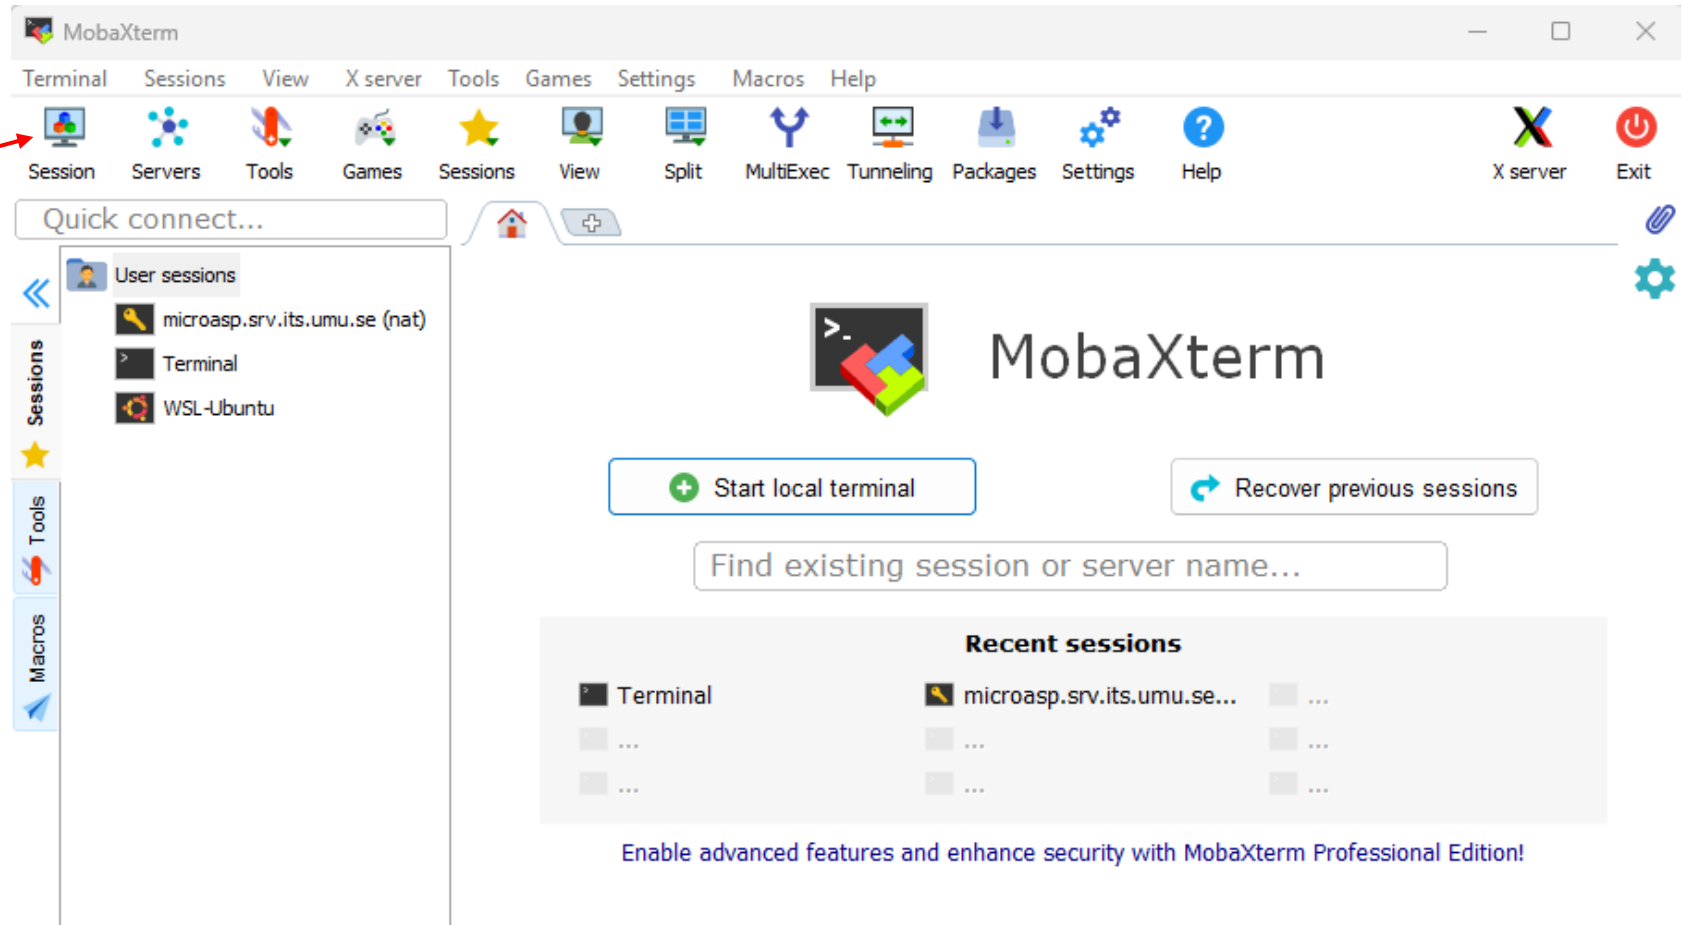 MobaXterm
Terminal Sessions View X server Tools Games Settings Macros Help
Session Servers Tools Games Sessions View Split MultiExec Tunneling Packages Settings Help X server Exit
Quick connect...
User sessions
microasp.srv.its.umu.se (nat)
Terminal
WSL-Ubuntu
Sessions
Tools
Macros
MobaXterm
Start local terminal
Recover previous sessions
Find existing session or server name...
Recent sessions
Terminal microasp.srv.its.umu.se... ...
... ... ...
... ... ...
Enable advanced features and enhance security with MobaXterm Professional Edition!